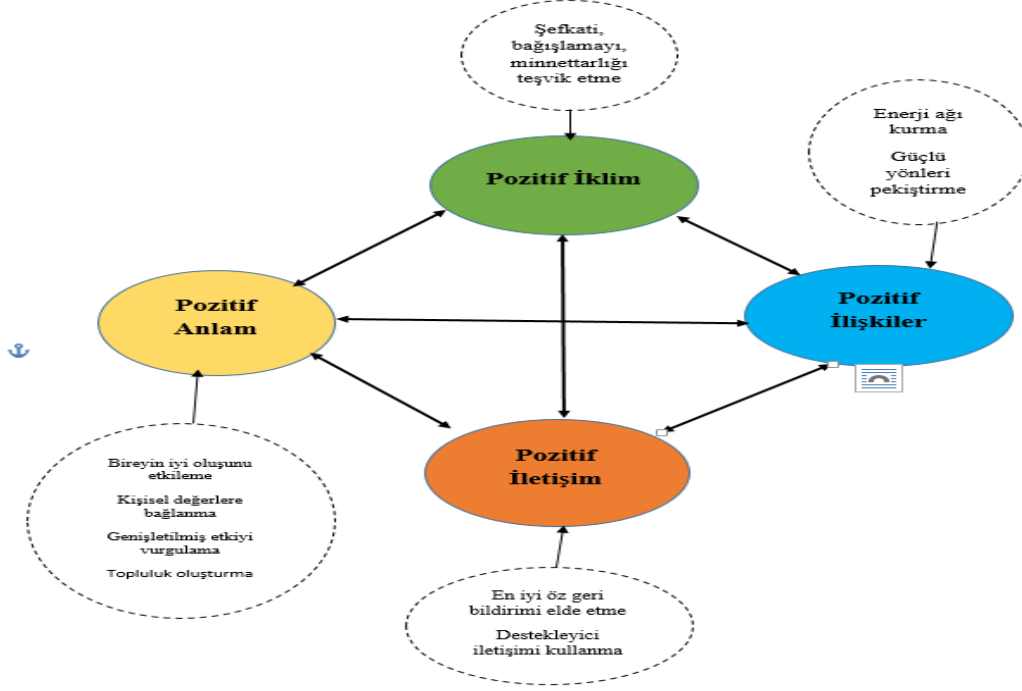 Şefkati,
bağışlamayı,
minnettarlığı
teşvik etme
Enerji ağı
kurma
Güçlü
yönleri
pekiştirme
Pozitif İklim
Pozitif
Anlam
Pozitif
İlişkiler
Pozitif
İletişim
Bireyin iyi oluşunu
etkileme
Kişisel değerlere
bağlanma
Genişletilmiş etkiyi
vurgulama
Topluluk oluşturma
En iyi öz geri
bildirimi elde etme
Destekleyici
iletişimi kullanma